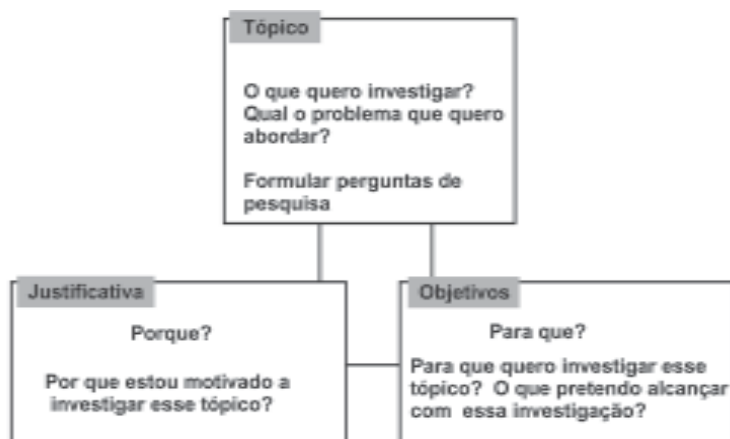 Tópico
O que quero investigar?
Qual o problema que quero
abordar?
Formular perguntas de
pesquisa
Justificativa
Porque?
Por que estou motivado a
investigar esse tópico?
Objetivos
Para que?
Para que quero investigar esse
tópico? O que pretendo alcançar
com essa investigação?